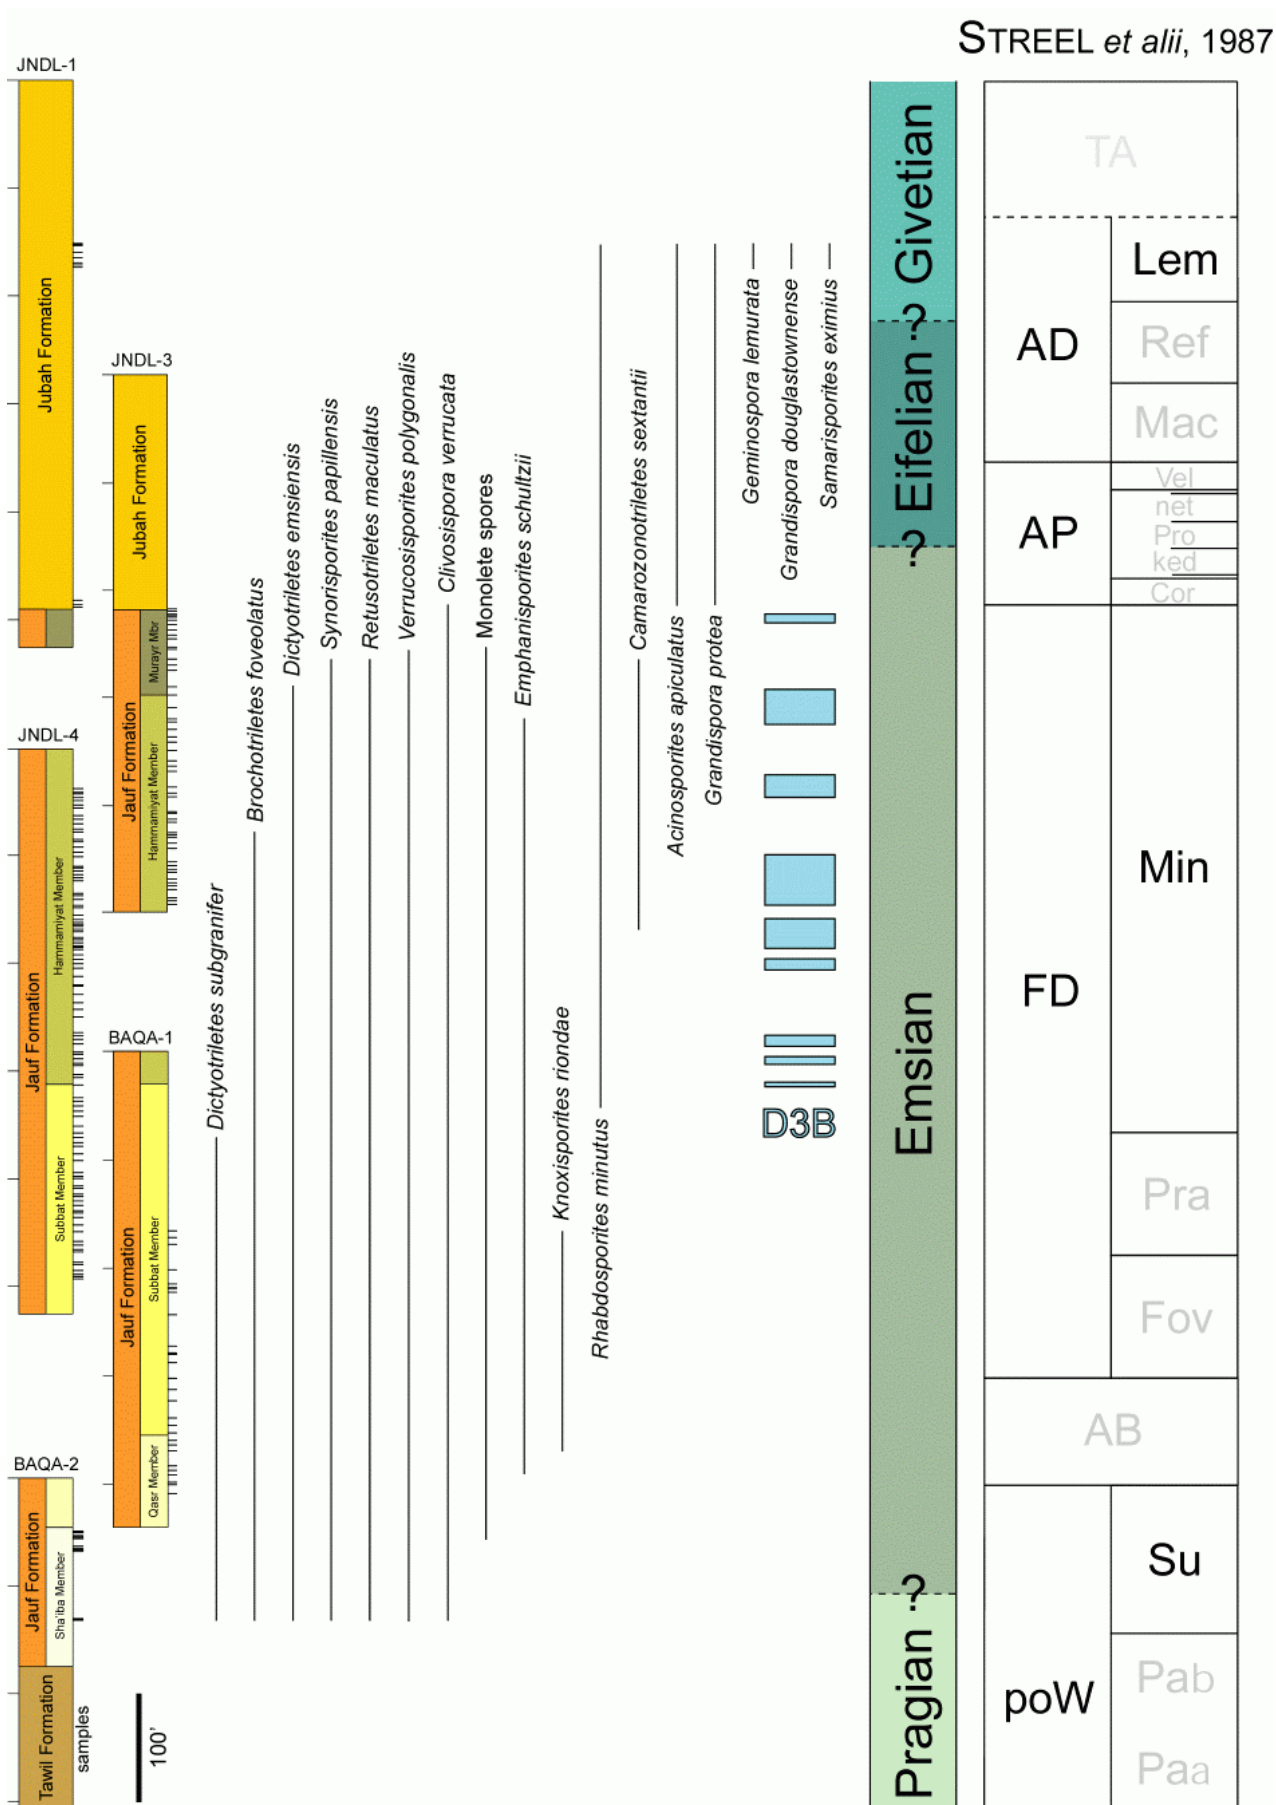 STREEL et alii, 1987
JNDL-1
Jubah Formation
JNDL-3
Jubah Formation
Murayr Mbr
Jauf Formation
Hammamiyat Member
JNDL-4
Jauf Formation
Hammamiyat Member
Subbat Member
BAQA-1
Jauf Formation
Subbat Member
Qasr Member
BAQA-2
Jauf Formation
Sha'iba Member
Tawil Formation
samples
100'
Dictyotriletes subgranifer
Brochotriletes foveolatus
Dictyotriletes emsiensis
Synorisporites papillensis
Retusotriletes maculatus
Verrucosisporites polygonalis
Clivosispora verrucata
Monolete spores
Emphanisporites schultzii
Knoxisporites riondae
Rhabdosporites minutus
Camarozonotriletes sextantii
Acinosporites apiculatus
Grandispora protea
Geminospora lemurata
Grandispora douglastownense
Samarisporites eximius
D3B
Givetian
?
Eifelian
?
Emsian
?
Pragian
TA
AD
Lem
Ref
Mac
AP
Vel
net
Pro
ked
Cor
FD
Min
Pra
Fov
AB
poW
Su
Pab
Paa